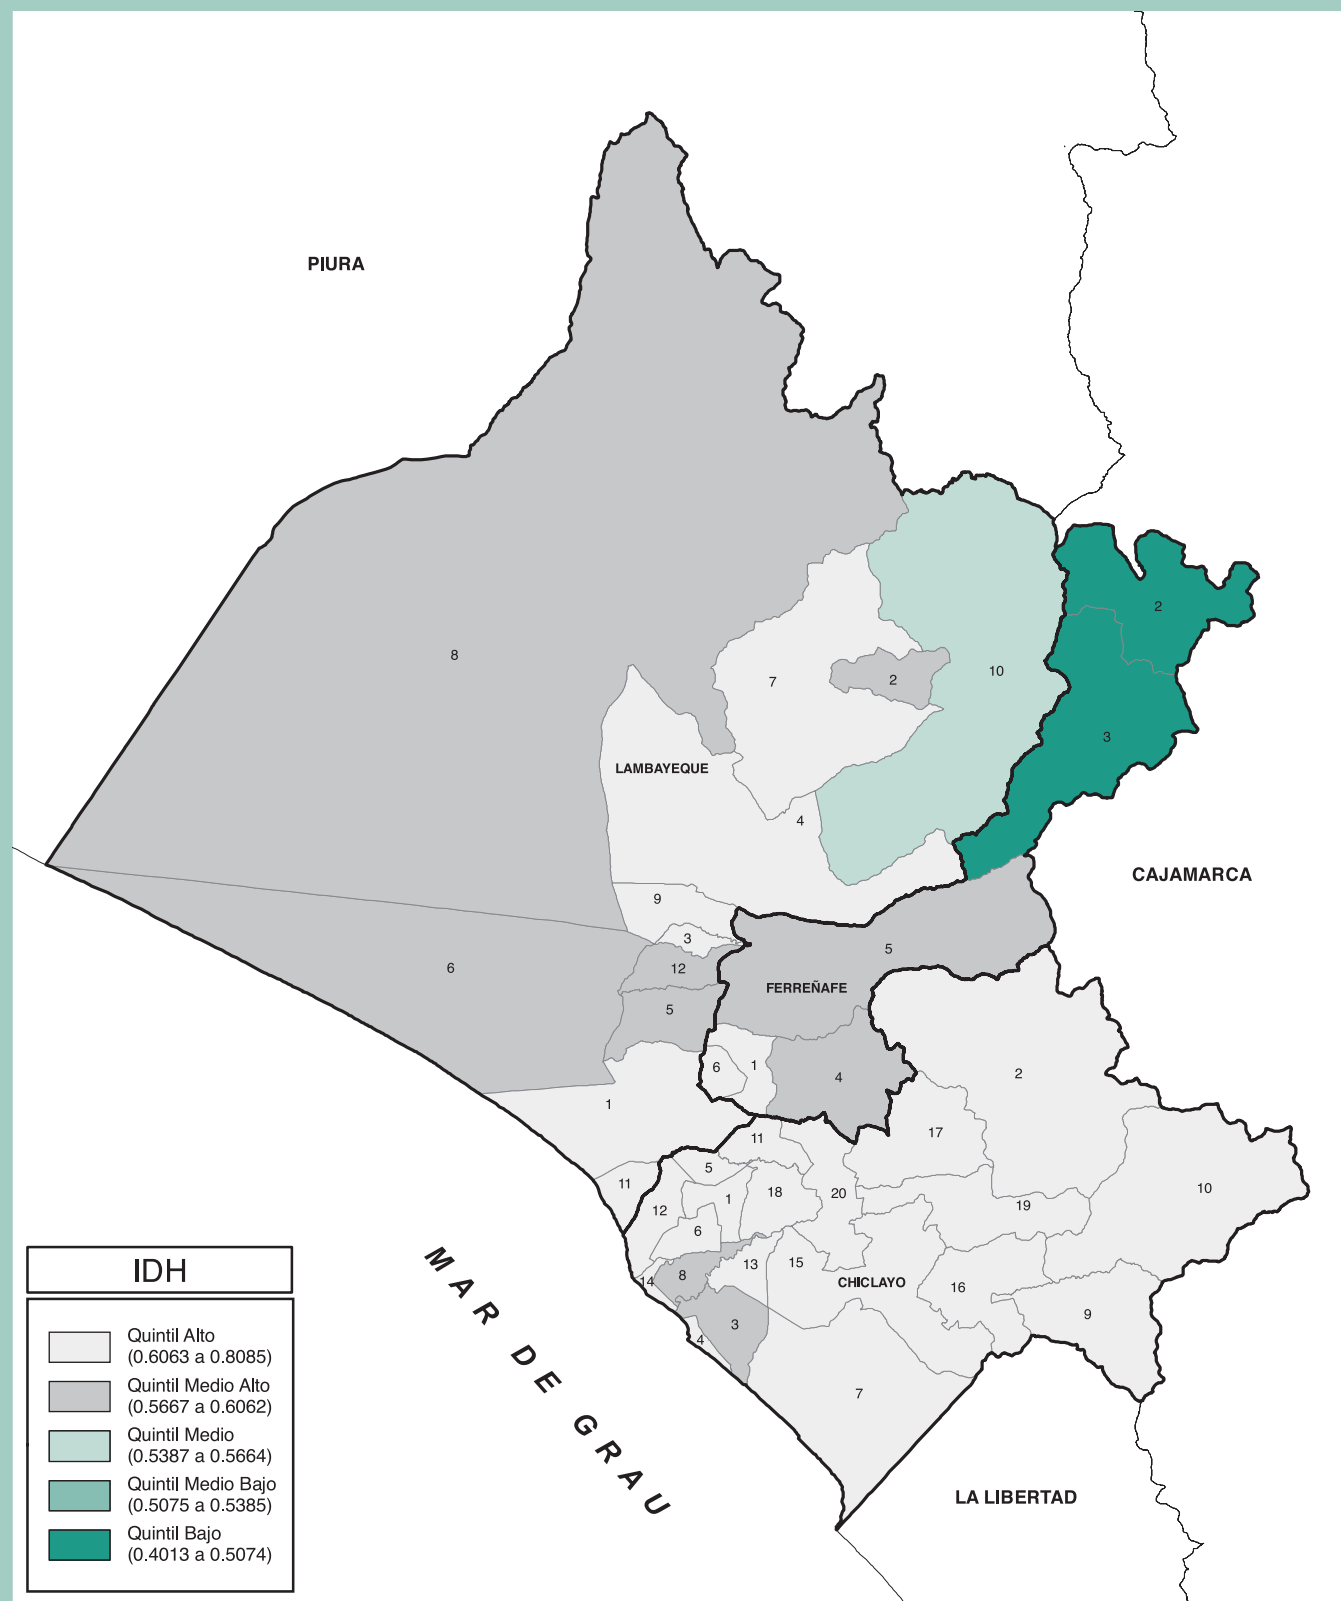 PIURA
8
7
2
10
2
3
LAMBAYEQUE
4
CAJAMARCA
9
3
12
6
5
5
FERREÑAFE
6
1
4
1
2
17
11
11
5
12
1
18
20
19
10
6
14
8
13
15
CHICLAYO
16
9
3
4
7
MAR DE GRAU
LA LIBERTAD
IDH
Quintil Alto
(0.6063 a 0.8085)
Quintil Medio Alto
(0.5667 a 0.6062)
Quintil Medio
(0.5387 a 0.5664)
Quintil Medio Bajo
(0.5075 a 0.5385)
Quintil Bajo
(0.4013 a 0.5074)